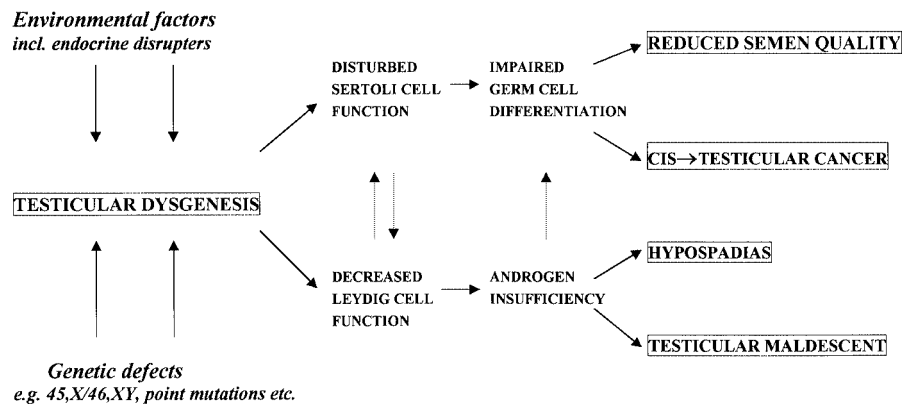 Environmental factors
incl. endocrine disrupters
DISTURBED
SERTOLI CELL
FUNCTION
IMPAIRED
GERM CELL
DIFFERENTIATION
REDUCED SEMEN QUALITY
CIS→TESTICULAR CANCER
TESTICULAR DYSGENESIS
DECREASED
LEYDIG CELL
FUNCTION
ANDROGEN
INSUFFICIENCY
HYPOSPADIAS
TESTICULAR MALDESCENT
Genetic defects
e.g. 45,X/46,XY, point mutations etc.